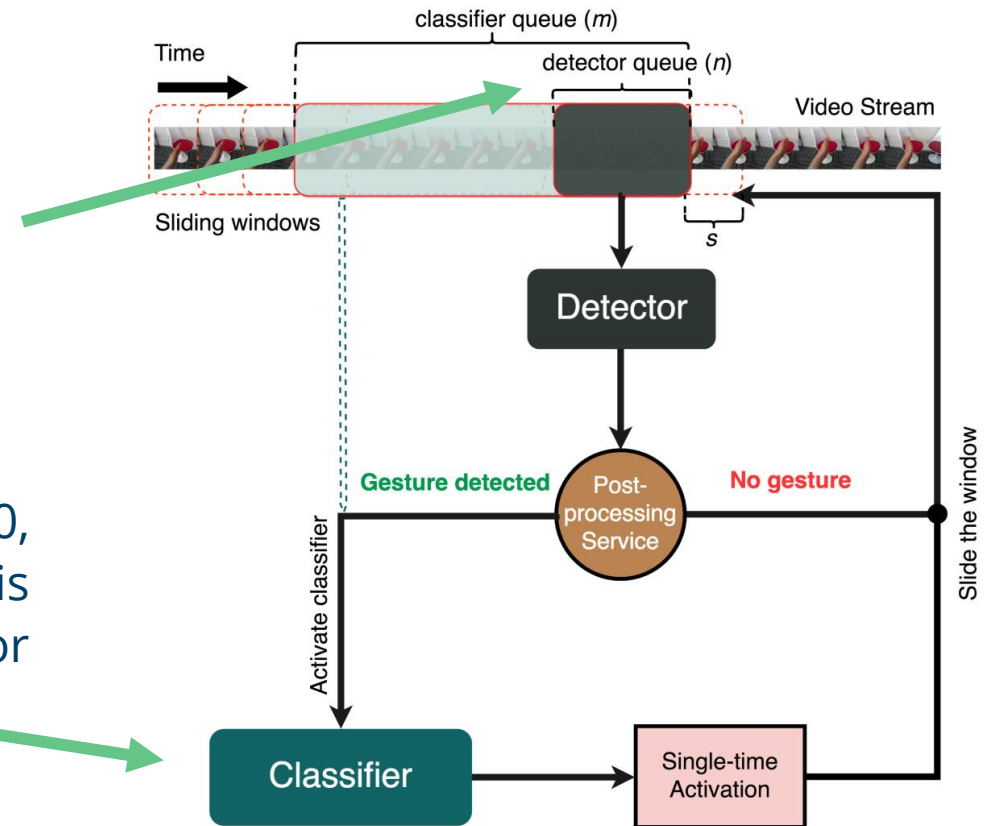 classifier queue (m)
Time
detector queue (n)
Video Stream
Sliding windows
s
Detector
Gesture detected
Post-
processing
Service
No gesture
Slide the window
Activate classifier
0,
is
or
Classifier
Single-time
Activation